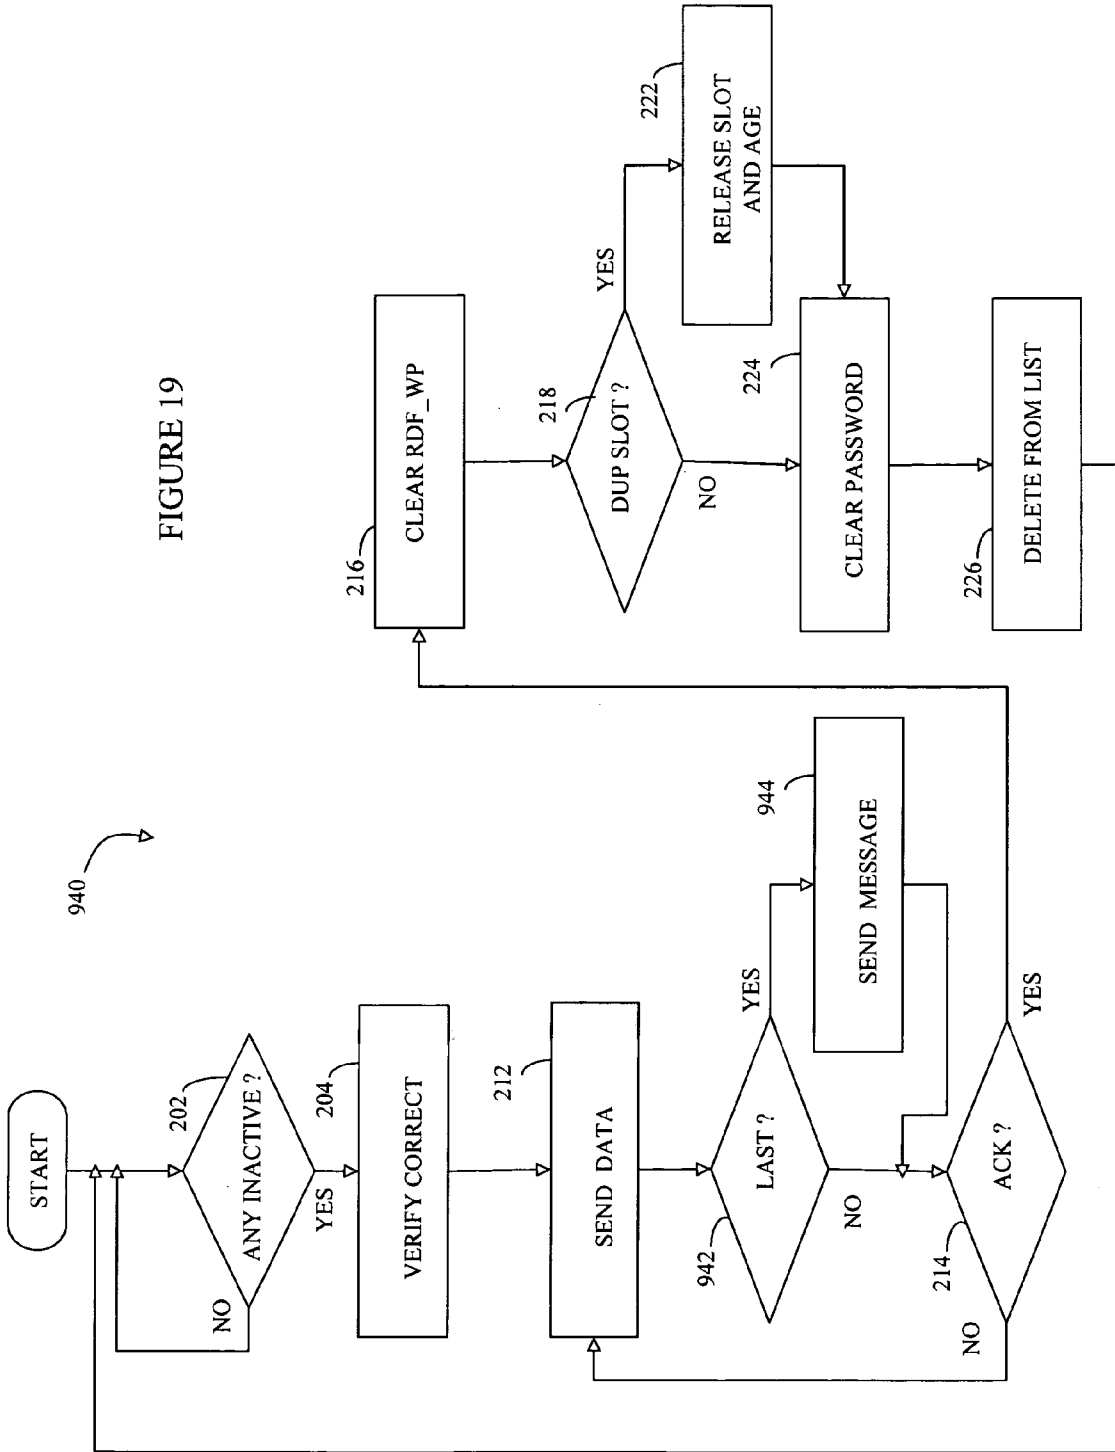 FIGURE 19
940
START
202
ANY INACTIVE ?
NO
YES
204
VERIFY CORRECT
212
SEND DATA
942
LAST ?
YES
NO
944
SEND MESSAGE
214
ACK ?
NO
YES
216
CLEAR RDF_WP
218
DUP SLOT ?
YES
NO
222
RELEASE SLOT
AND AGE
224
CLEAR PASSWORD
226
DELETE FROM LIST